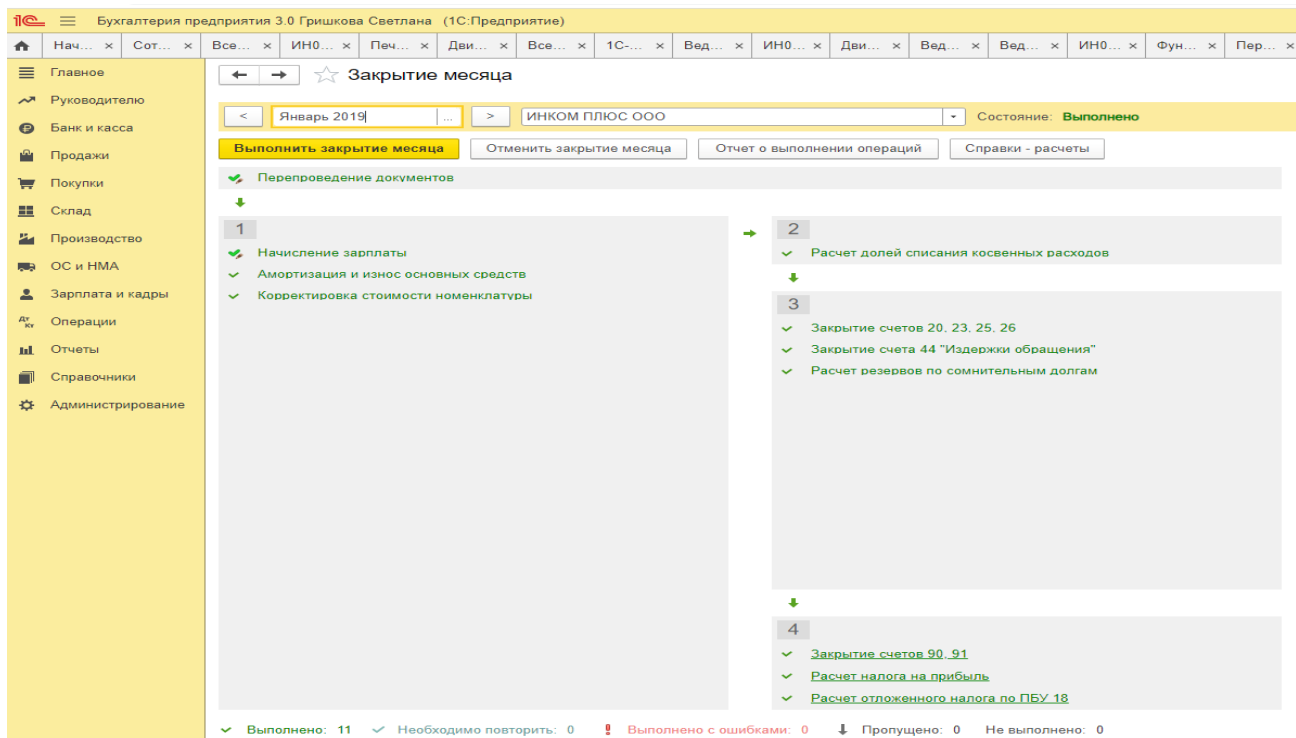 1С Бухгалтерия предприятия 3.0 Гришкова Светлана (1С:Предприятие)
Нач... × Сот... × Все... × ИН0... × Печ... × Дви... × Все... × 1С-... × Вед... × ИН0... × Дви... × Вед... × Вед... × ИН0... × Фун... × Пер... ×
Главное
Руководителю
Банк и касса
Продажи
Покупки
Склад
Производство
ОС и НМА
Зарплата и кадры
Операции
Отчеты
Справочники
Администрирование
Закрытие месяца
< Январь 2019 ... > ИНКОМ ПЛЮС ООО Состояние: Выполнено
Выполнить закрытие месяца Отменить закрытие месяца Отчет о выполнении операций Справки - расчеты
Перепроведение документов
1
Начисление зарплаты
Амортизация и износ основных средств
Корректировка стоимости номенклатуры
2
Расчет долей списания косвенных расходов
3
Закрытие счетов 20, 23, 25, 26
Закрытие счета 44 "Издержки обращения"
Расчет резервов по сомнительным долгам
4
Закрытие счетов 90, 91
Расчет налога на прибыль
Расчет отложенного налога по ПБУ 18
Выполнено: 11 Необходимо повторить: 0 Выполнено с ошибками: 0 Пропущено: 0 Не выполнено: 0